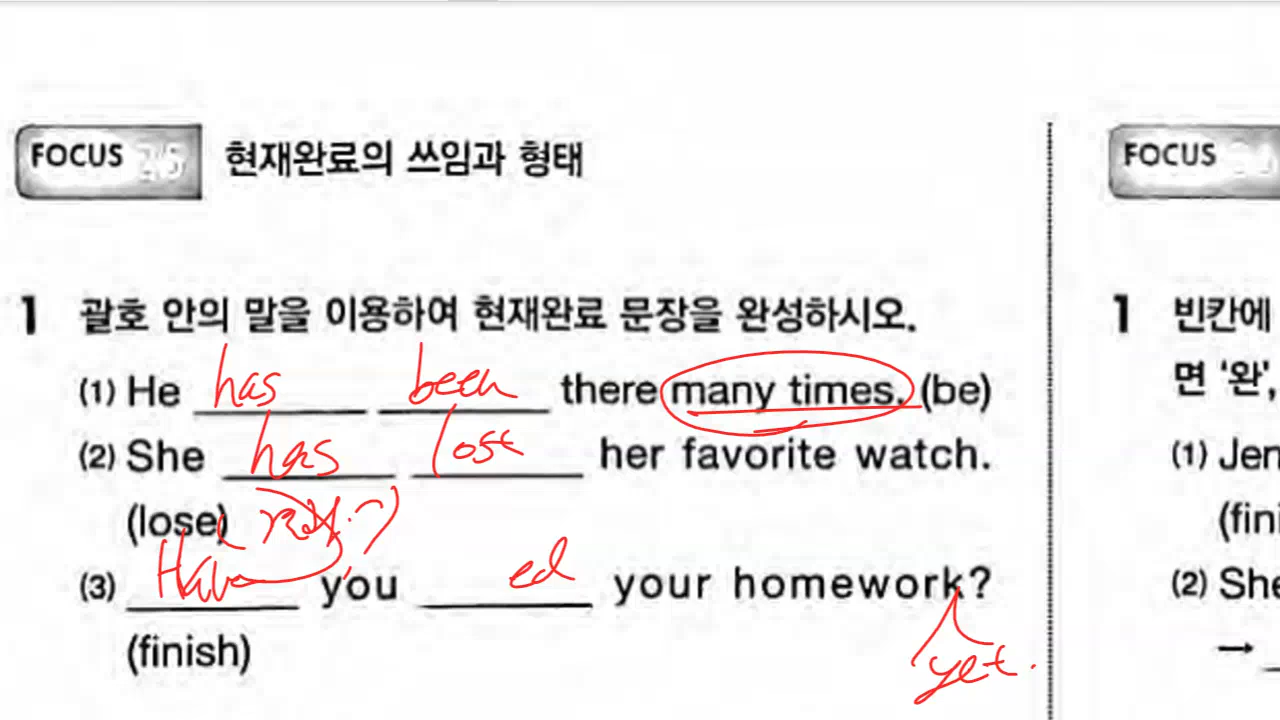 FOCUS 25 현재완료의 쓰임과 형태
1 괄호 안의 말을 이용하여 현재완료 문장을 완성하시오.
(1) He has been there many times. (be)
(2) She has lost her favorite watch.
(lose)
(3) Have you ed your homework?
(finish)
yet.
FOCUS
1 빈칸에
면 '완',
(1) Jen
(fini
(2) She
→